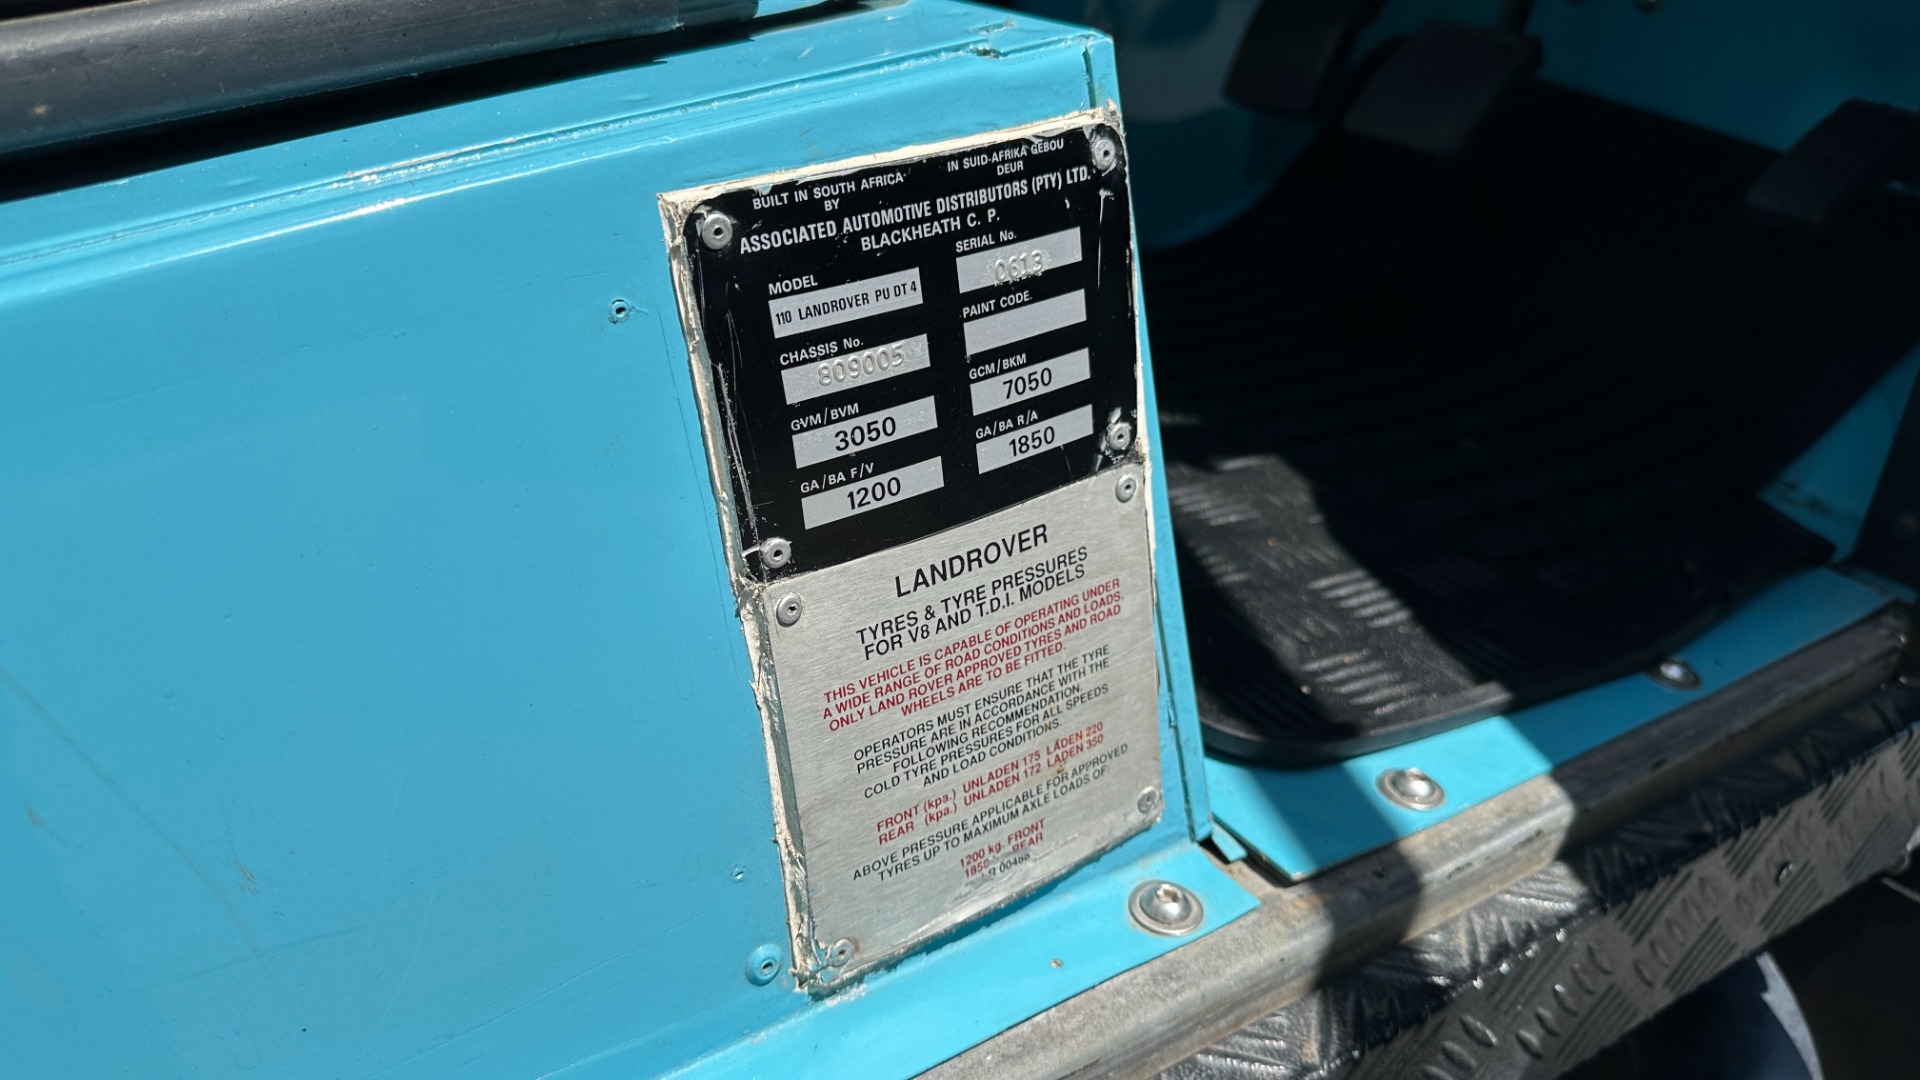 BUILT IN SOUTH AFRICA IN SUID-AFRIKA GEBOU
BY DEUR
ASSOCIATED AUTOMOTIVE DISTRIBUTORS (PTY) LTD.
BLACKHEATH C. P.
MODEL SERIAL No.
110 LANDROVER PU DT 4 0613
CHASSIS No. PAINT CODE.
809005
GVM/BVM GCM/BKM
3050 7050
GA/BA F/V GA/BA R/A
1200 1850
LANDROVER
TYRES & TYRE PRESSURES
FOR V8 AND T.D.I. MODELS
THIS VEHICLE IS CAPABLE OF OPERATING UNDER
A WIDE RANGE OF ROAD CONDITIONS AND LOADS.
ONLY LAND ROVER APPROVED TYRES AND ROAD
WHEELS ARE TO BE FITTED.
OPERATORS MUST ENSURE THAT THE TYRE
PRESSURE ARE IN ACCORDANCE WITH THE
FOLLOWING RECOMMENDATION.
COLD TYRE PRESSURES FOR ALL SPEEDS
AND LOAD CONDITIONS.
FRONT (kpa.) UNLADEN 175 LADEN 220
REAR (kpa.) UNLADEN 172 LADEN 350
ABOVE PRESSURE APPLICABLE FOR APPROVED
TYRES UP TO MAXIMUM AXLE LOADS OF:
1200 kg. FRONT
1850 REAR
00488